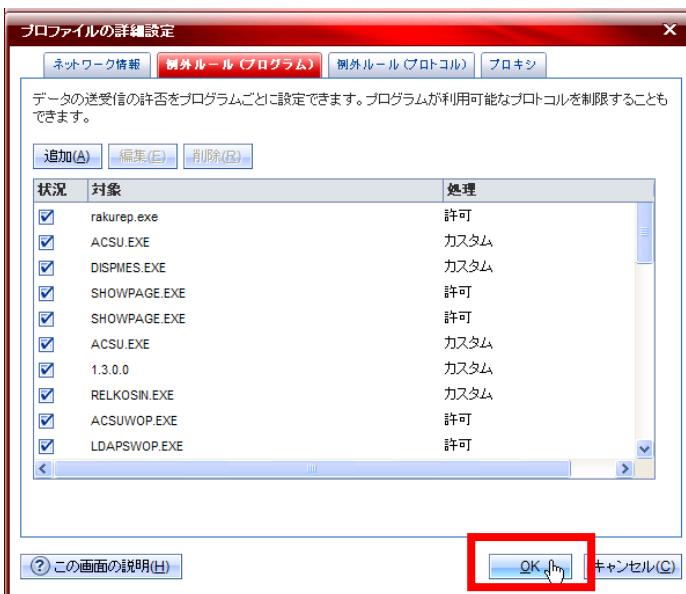 プロファイルの詳細設定
ネットワーク情報 例外ルール（プログラム） 例外ルール（プロトコル） プロキシ
データの送受信の許否をプログラムごとに設定できます。プログラムが利用可能なプロトコルを制限することも
できます。
追加(A) 編集(E) 削除(R)
状況 対象 処理
rakurep.exe 許可
ACSU.EXE カスタム
DISPMES.EXE カスタム
SHOWPAGE.EXE 許可
SHOWPAGE.EXE 許可
ACSU.EXE カスタム
1.3.0.0 カスタム
RELKOSIN.EXE カスタム
ACSUWOP.EXE 許可
LDAPSWOP.EXE 許可
?この画面の説明(H) OK キャンセル(C)